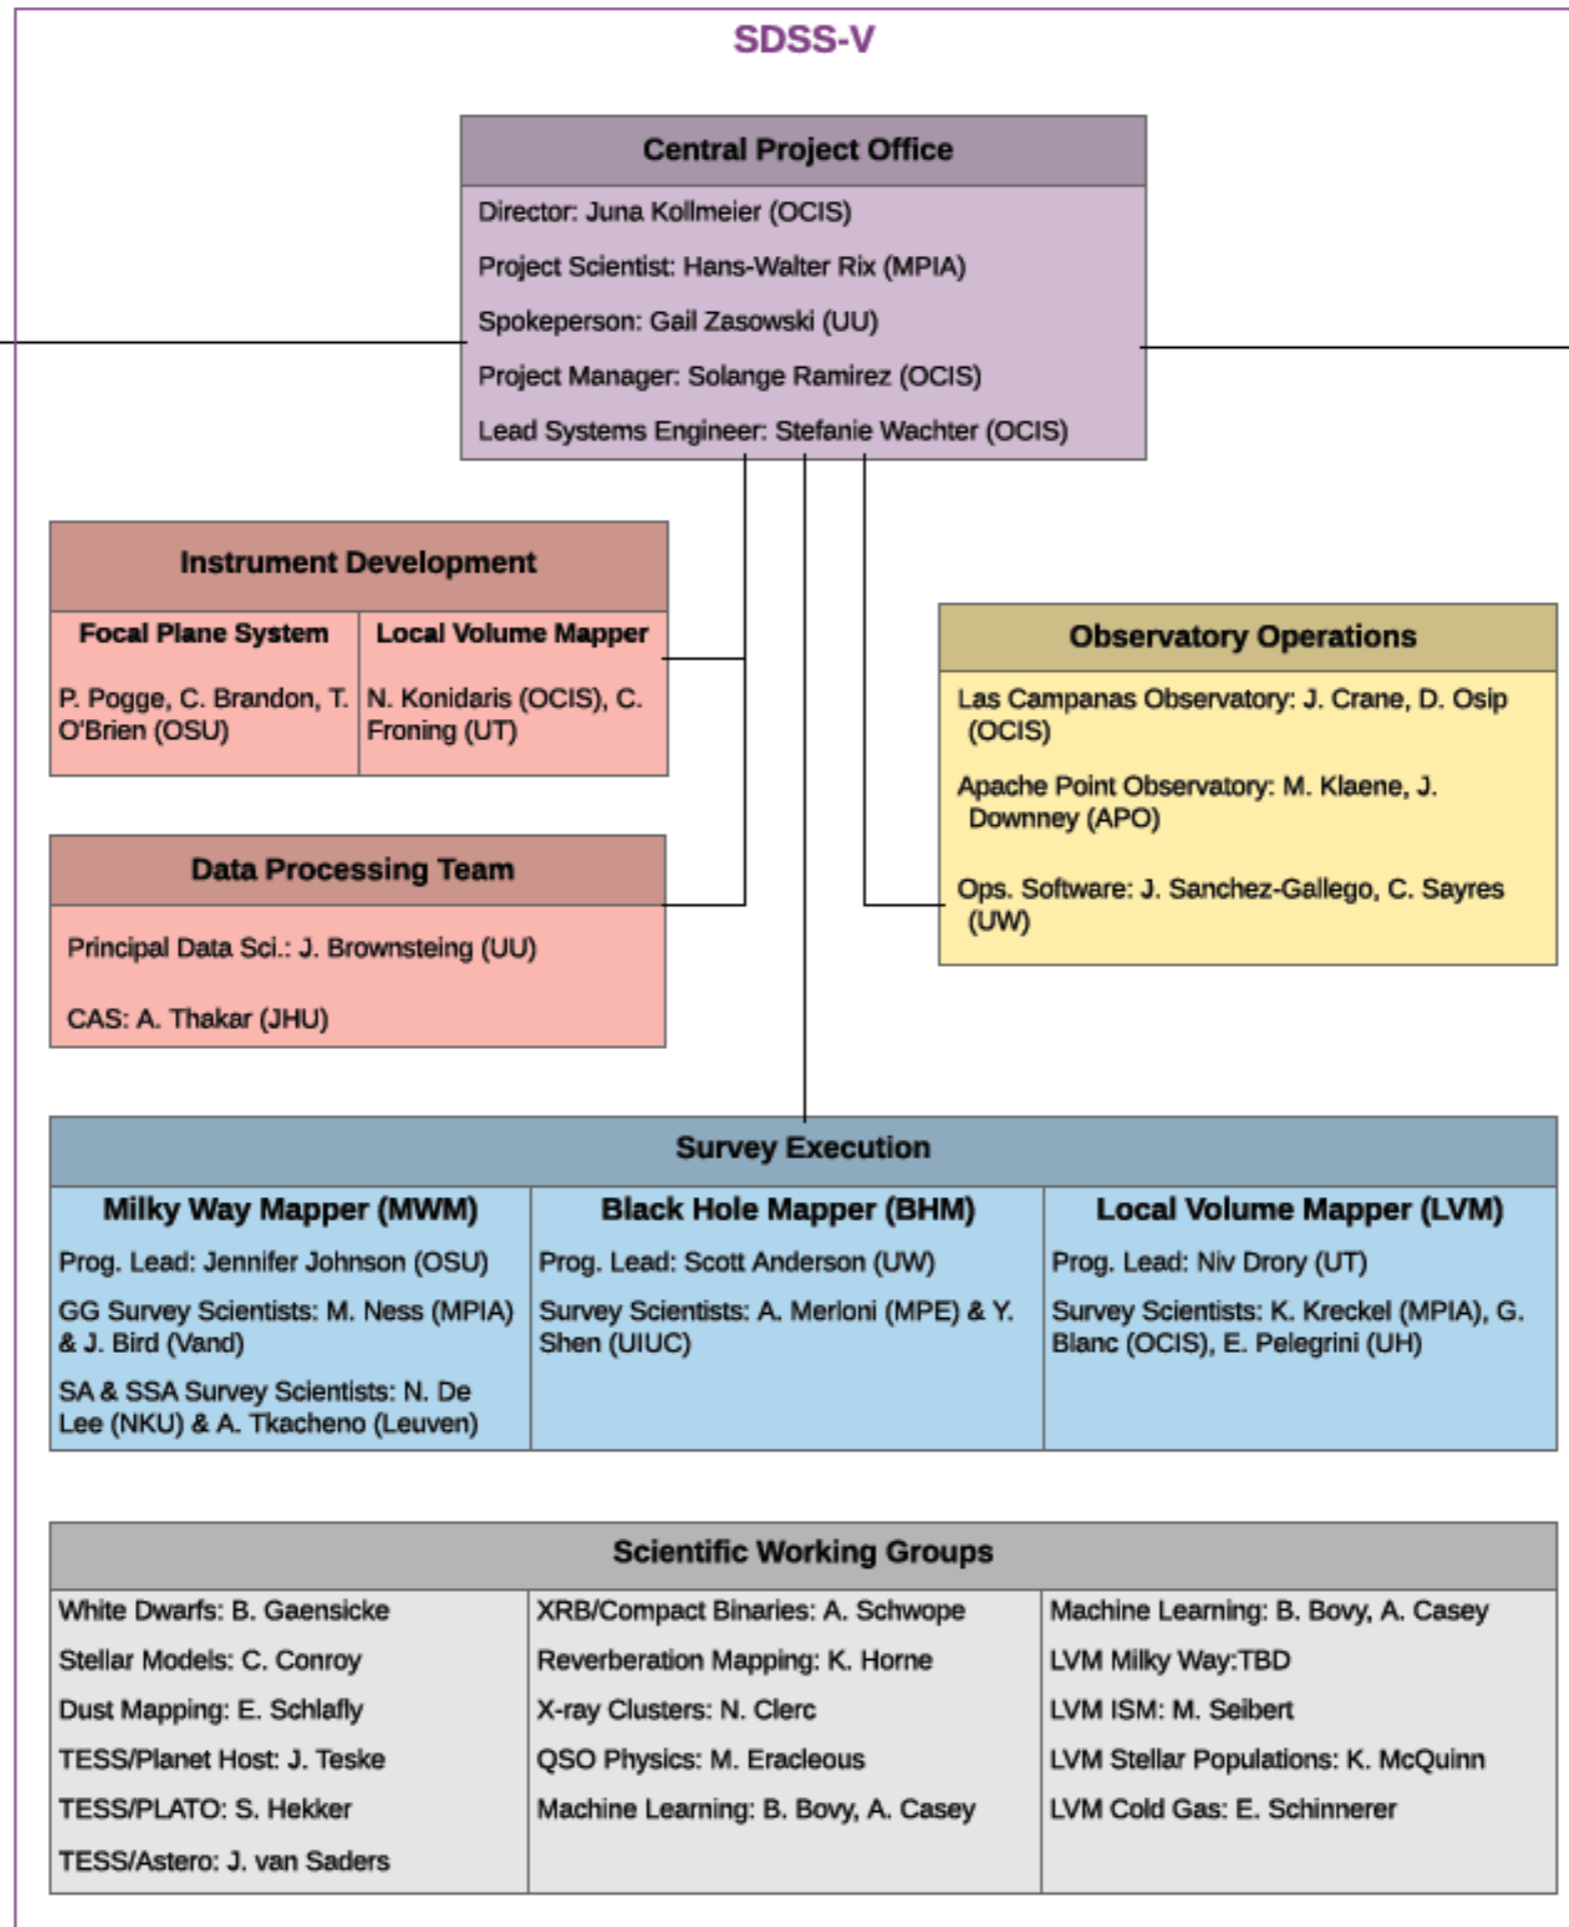 SDSS-V
Central Project Office
Director: Juna Kollmeier (OCIS)
Project Scientist: Hans-Walter Rix (MPIA)
Spokeperson: Gail Zasowski (UU)
Project Manager: Solange Ramirez (OCIS)
Lead Systems Engineer: Stefanie Wachter (OCIS)
Instrument Development
Focal Plane System
P. Pogge, C. Brandon, T.
O'Brien (OSU)
Local Volume Mapper
N. Konidaris (OCIS), C.
Froning (UT)
Observatory Operations
Las Campanas Observatory: J. Crane, D. Osip
(OCIS)
Apache Point Observatory: M. Klaene, J.
Downney (APO)
Ops. Software: J. Sanchez-Gallego, C. Sayres
(UW)
Data Processing Team
Principal Data Sci.: J. Brownsteing (UU)
CAS: A. Thakar (JHU)
Survey Execution
Milky Way Mapper (MWM)
Prog. Lead: Jennifer Johnson (OSU)
GG Survey Scientists: M. Ness (MPIA)
& J. Bird (Vand)
SA & SSA Survey Scientists: N. De
Lee (NKU) & A. Tkacheno (Leuven)
Black Hole Mapper (BHM)
Prog. Lead: Scott Anderson (UW)
Survey Scientists: A. Merloni (MPE) & Y.
Shen (UIUC)
Local Volume Mapper (LVM)
Prog. Lead: Niv Drory (UT)
Survey Scientists: K. Kreckel (MPIA), G.
Blanc (OCIS), E. Pelegrini (UH)
Scientific Working Groups
White Dwarfs: B. Gaensicke
Stellar Models: C. Conroy
Dust Mapping: E. Schlafly
TESS/Planet Host: J. Teske
TESS/PLATO: S. Hekker
TESS/Astero: J. van Saders
XRB/Compact Binaries: A. Schwope
Reverberation Mapping: K. Horne
X-ray Clusters: N. Clerc
QSO Physics: M. Eracleous
Machine Learning: B. Bovy, A. Casey
Machine Learning: B. Bovy, A. Casey
LVM Milky Way:TBD
LVM ISM: M. Seibert
LVM Stellar Populations: K. McQuinn
LVM Cold Gas: E. Schinnerer